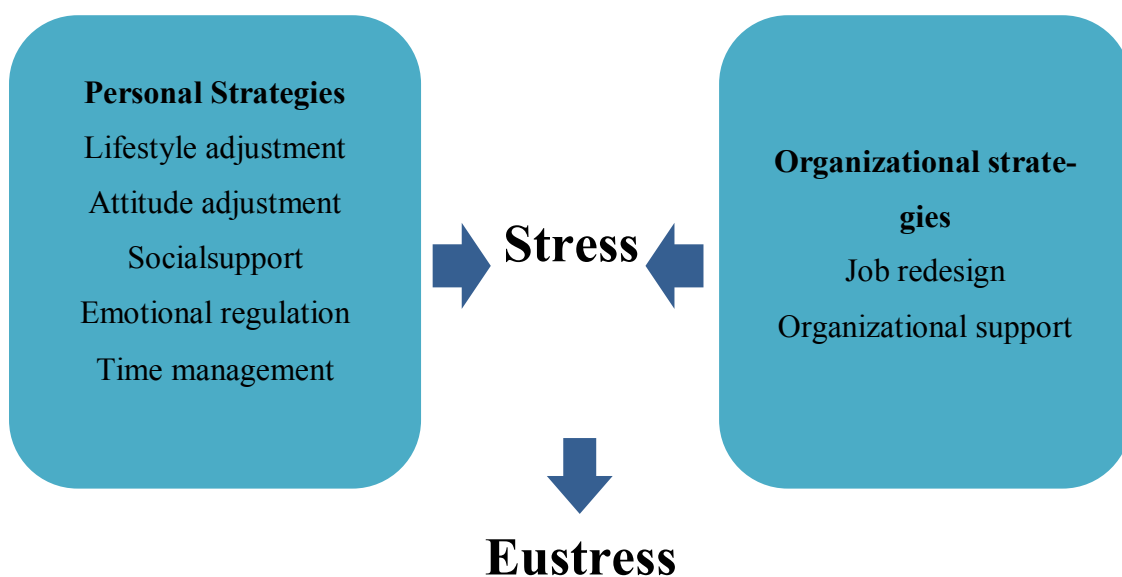 Personal Strategies
Lifestyle adjustment
Attitude adjustment
Socialsupport
Emotional regulation
Time management
Stress
Organizational strate-
gies
Job redesign
Organizational support
Eustress